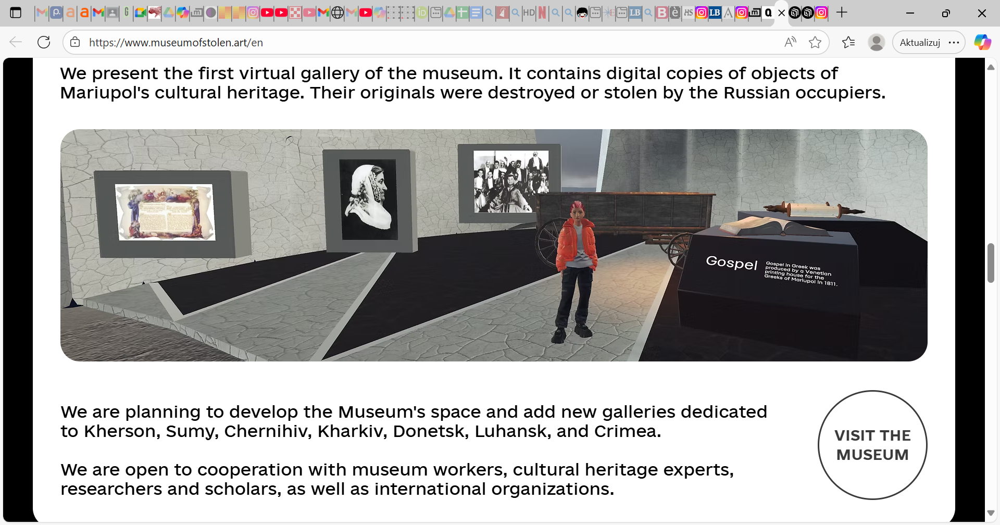 https://www.museumofstolen.art/en
Aktualizuj
We present the first virtual gallery of the museum. It contains digital copies of objects of
Mariupol's cultural heritage. Their originals were destroyed or stolen by the Russian occupiers.
Gospel
Gospel in Greek was
produced by a Venetian
printing house for the
Greeks of Mariupol in 1811.
We are planning to develop the Museum's space and add new galleries dedicated
to Kherson, Sumy, Chernihiv, Kharkiv, Donetsk, Luhansk, and Crimea.
VISIT THE
MUSEUM
We are open to cooperation with museum workers, cultural heritage experts,
researchers and scholars, as well as international organizations.